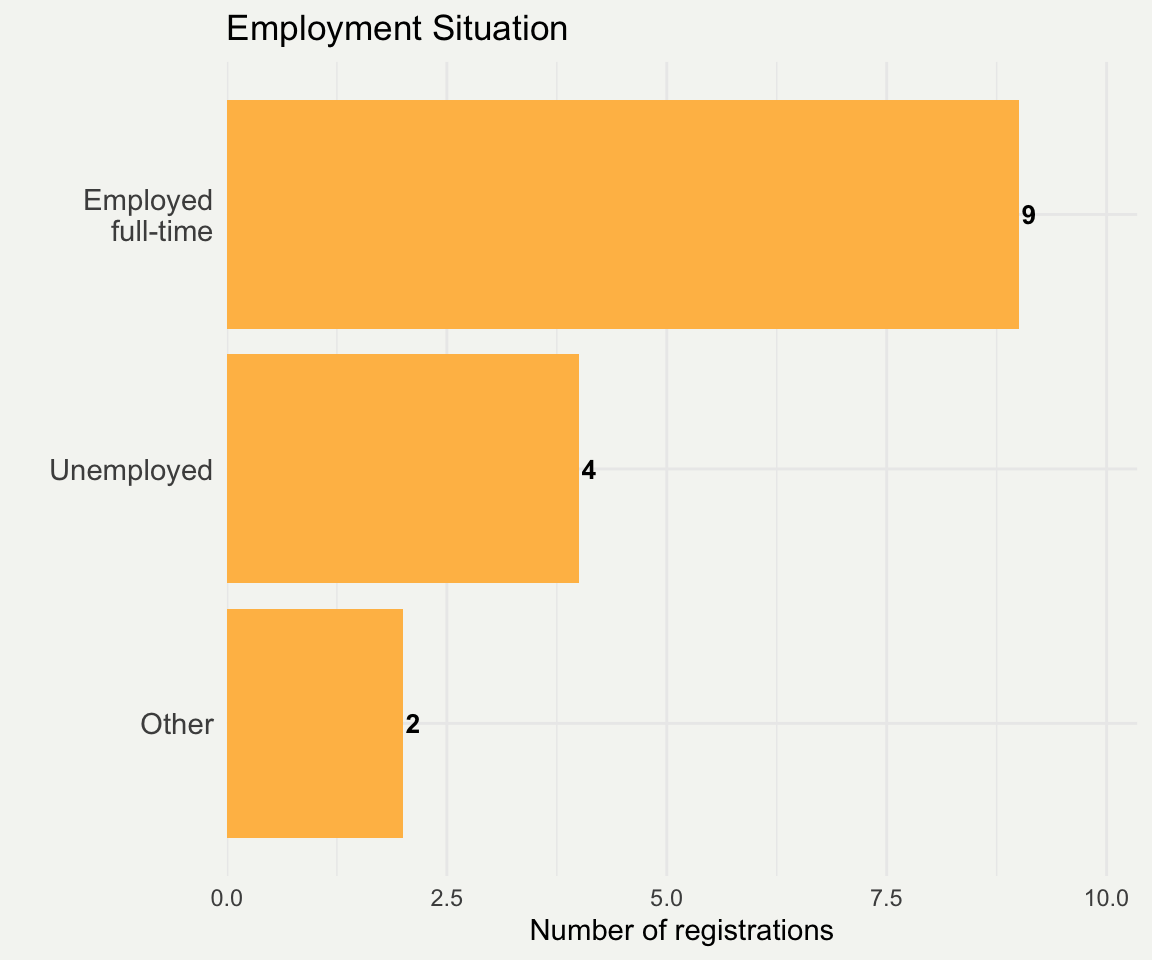 Employment Situation
Employed
full-time
9
Unemployed
4
Other
2
0.0 2.5 5.0 7.5 10.0
Number of registrations